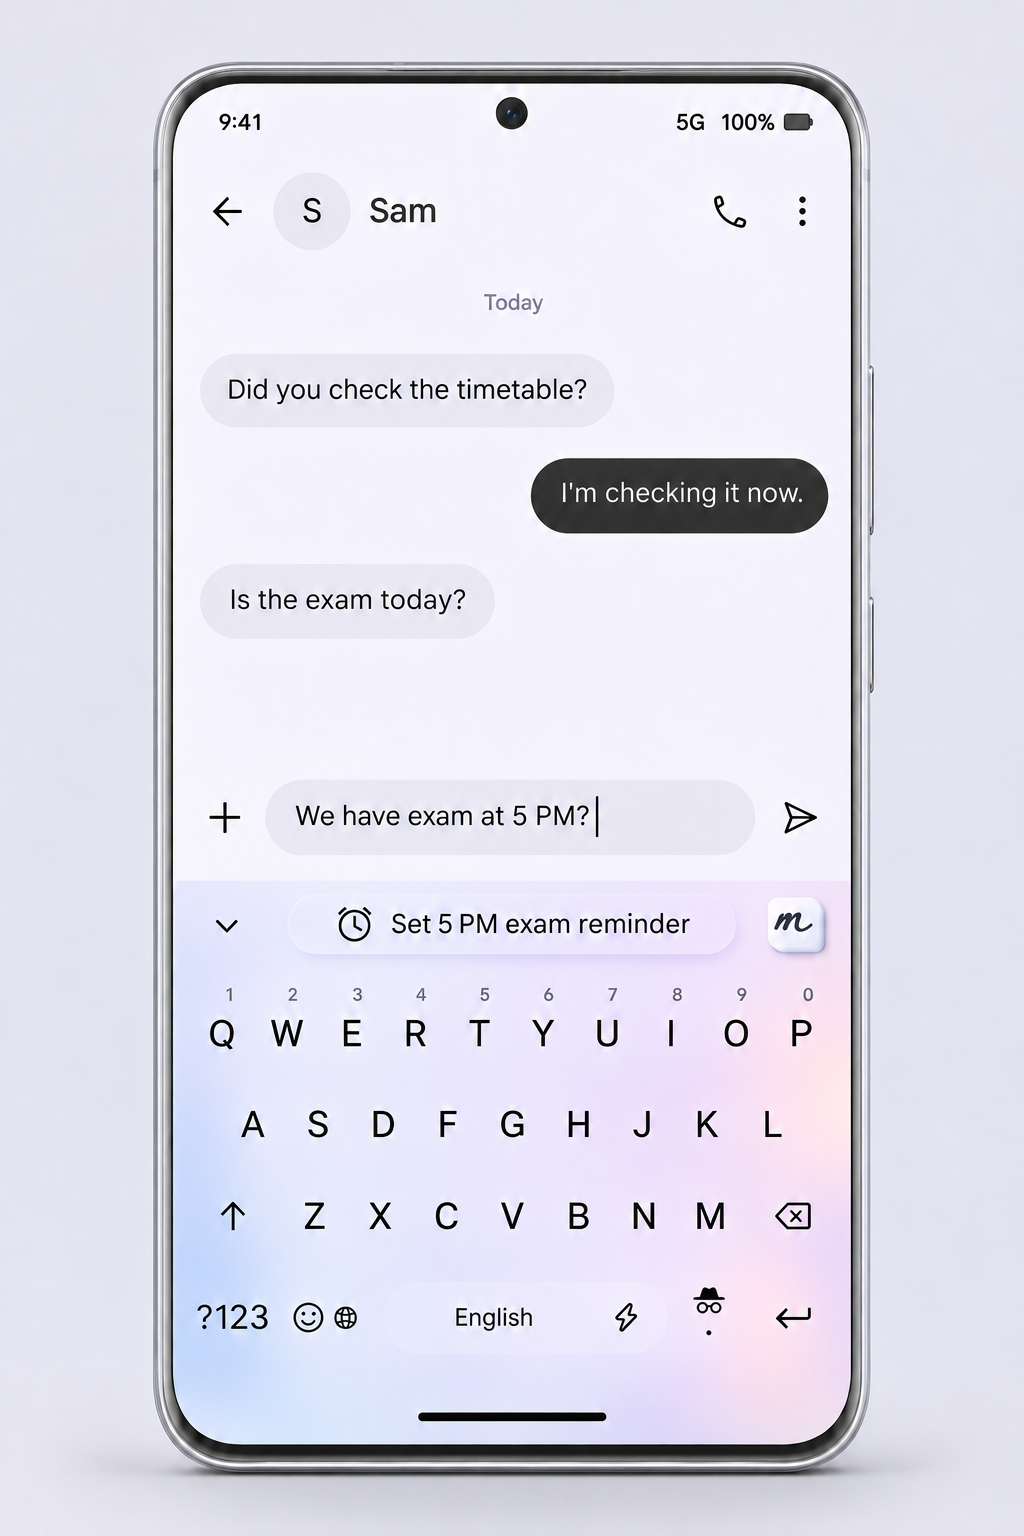 9:41
5G 100%
S Sam
Today
Did you check the timetable?
I'm checking it now.
Is the exam today?
We have exam at 5 PM?
Set 5 PM exam reminder
m
1 2 3 4 5 6 7 8 9 0
Q W E R T Y U I O P
A S D F G H J K L
Z X C V B N M
?123 English .